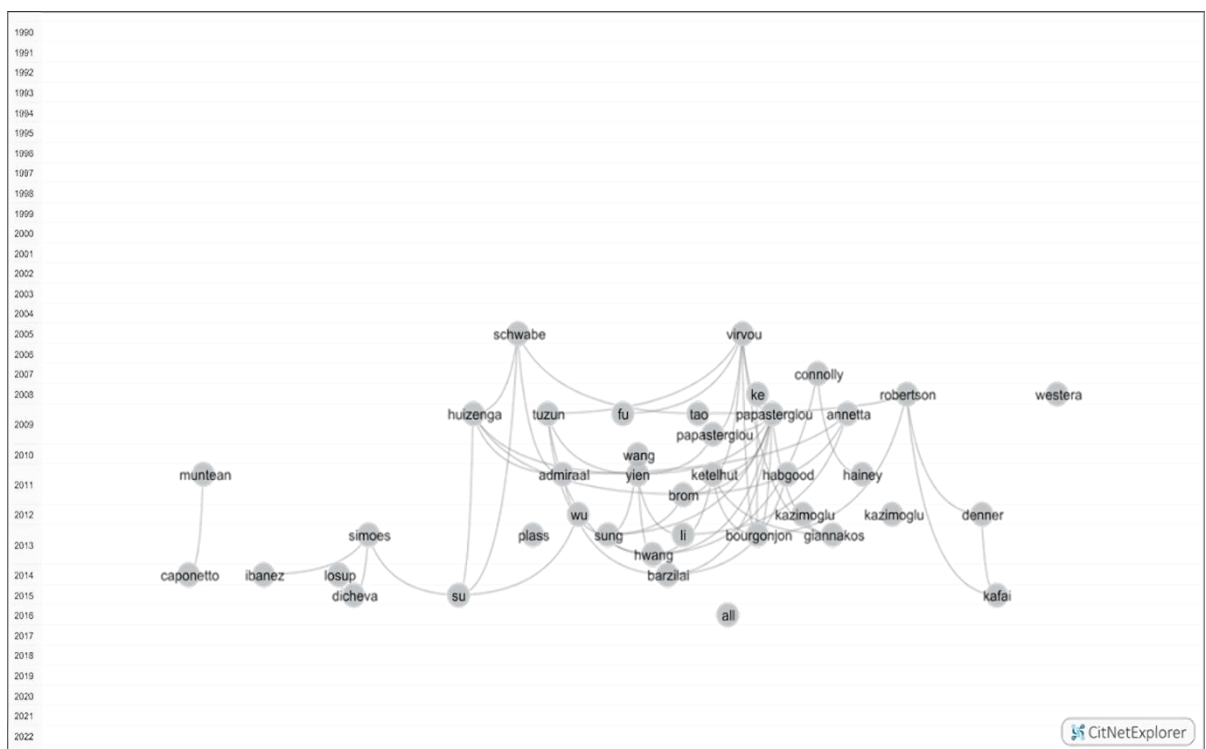 1990
1991
1992
1993
1994
1995
1996
1997
1998
1999
2000
2001
2002
2003
2004
2005 schwabe virvou
2006
2007 connolly
2008 ke robertson westera
2009 huizenga tuzun fu tao papastergiou annetta
papastergiou
2010 wang
2011 muntean admiraal yien ketelhut habgood hainey
brom
2012 wu kazimoglu kazimoglu denner
2013 simoes plass sung li bourgonjon giannakos
hwang
2014 caponetto ibanez losup barzilai
2015 dicheva su kafai
2016 all
2017
2018
2019
2020
2021
2022
CitNetExplorer